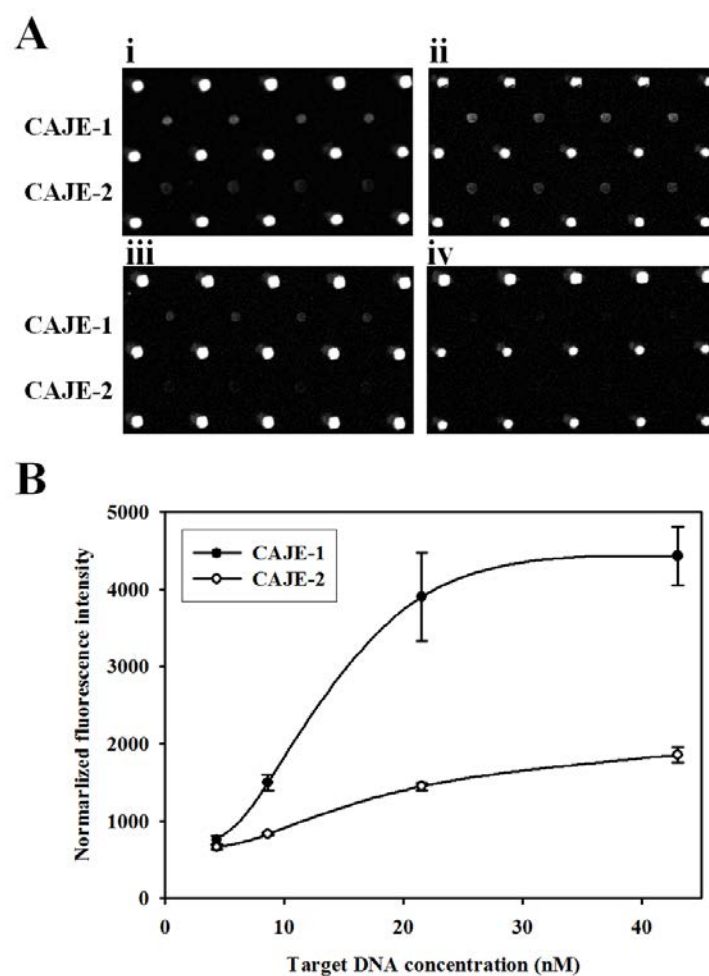 A
i
ii
CAJE-1
CAJE-2
iii
iv
CAJE-1
CAJE-2
B
5000
4000
3000
2000
1000
0
Normarlized fluorescence intensity
CAJE-1
CAJE-2
0 10 20 30 40
Target DNA concentration (nM)